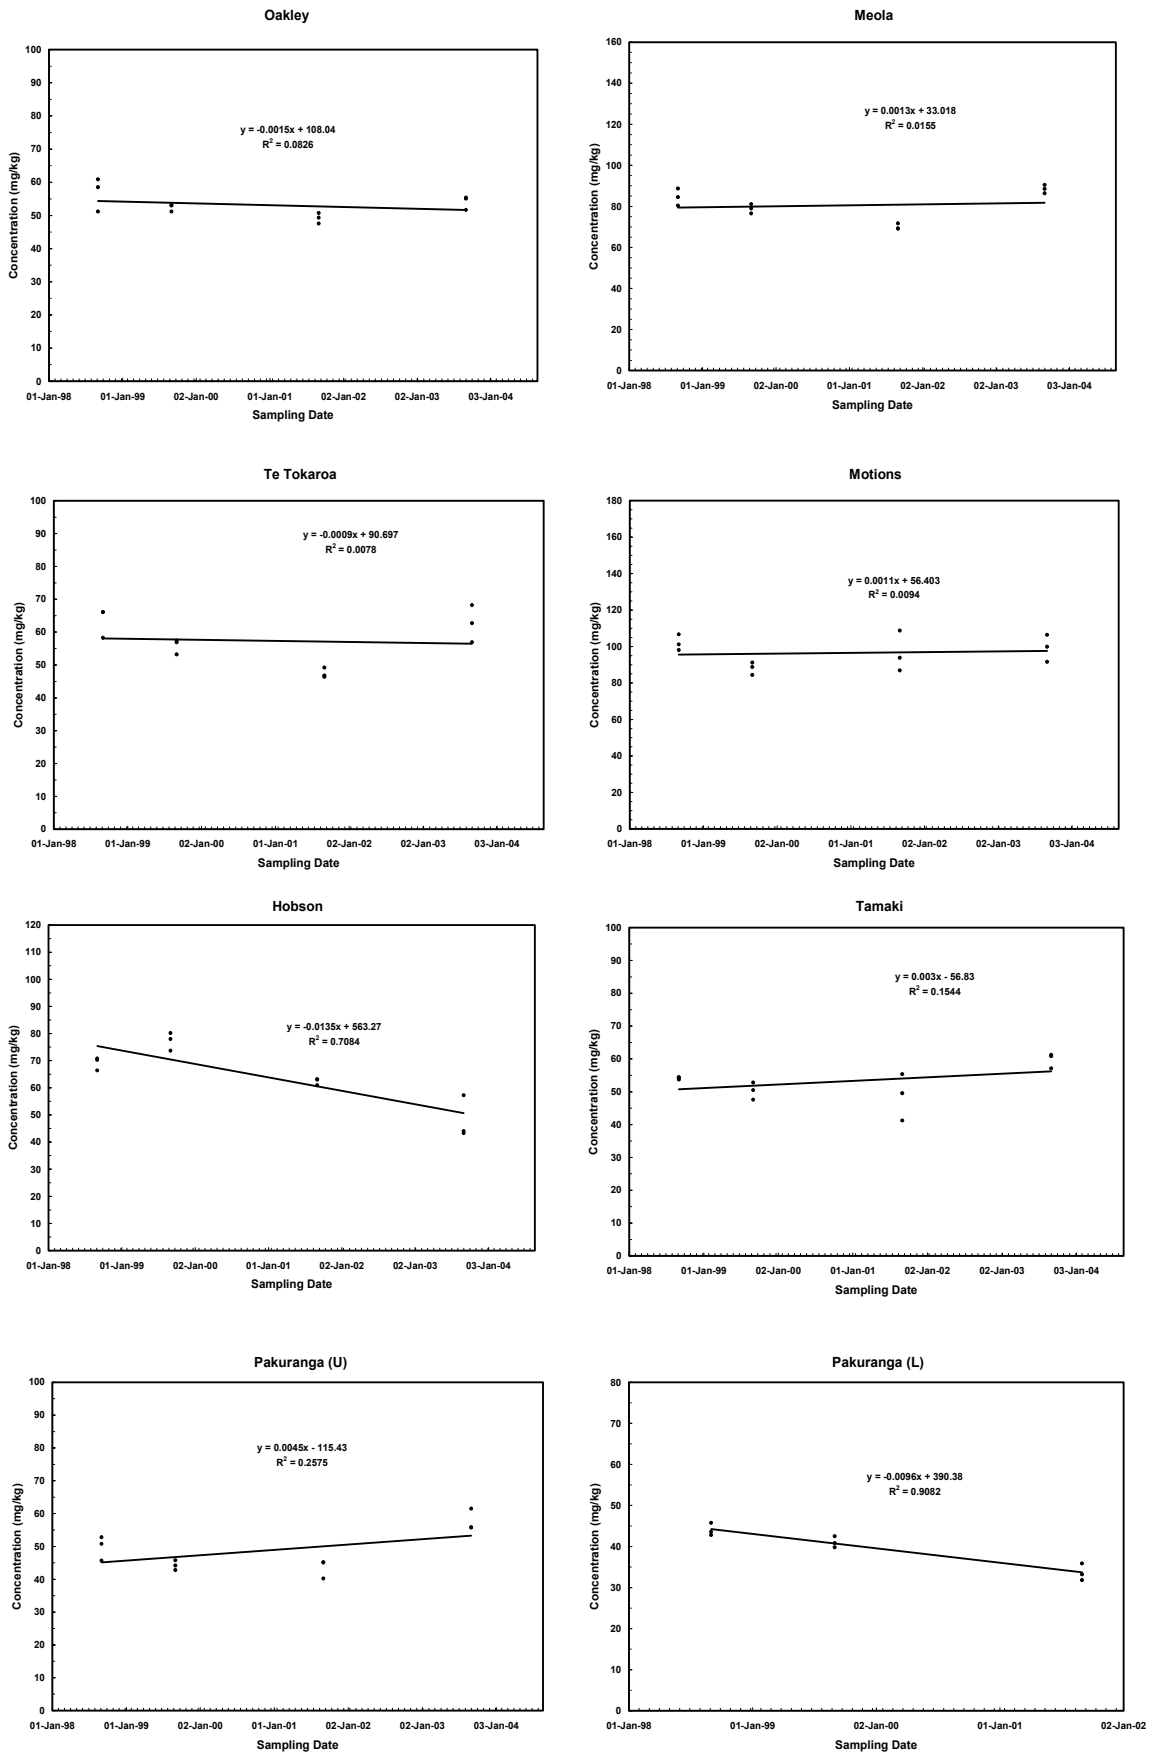 Oakley
100
90
80
70
60
50
40
30
20
10
0
Concentration (mg/kg)
y = -0.0015x + 108.04
R² = 0.0826
01-Jan-98 01-Jan-99 02-Jan-00 01-Jan-01 02-Jan-02 02-Jan-03 03-Jan-04
Sampling Date
Meola
160
140
120
100
80
60
40
20
0
Concentration (mg/kg)
y = 0.0013x + 33.018
R² = 0.0155
01-Jan-98 01-Jan-99 02-Jan-00 01-Jan-01 02-Jan-02 02-Jan-03 03-Jan-04
Sampling Date
Te Tokaroa
100
90
80
70
60
50
40
30
20
10
0
Concentration (mg/kg)
y = -0.0009x + 90.697
R² = 0.0078
01-Jan-98 01-Jan-99 02-Jan-00 01-Jan-01 02-Jan-02 02-Jan-03 03-Jan-04
Sampling Date
Motions
180
160
140
120
100
80
60
40
20
0
Concentration (mg/kg)
y = 0.0011x + 56.403
R² = 0.0094
01-Jan-98 01-Jan-99 02-Jan-00 01-Jan-01 02-Jan-02 02-Jan-03 03-Jan-04
Sampling Date
Hobson
120
110
100
90
80
70
60
50
40
30
20
10
0
Concentration (mg/kg)
y = -0.0135x + 563.27
R² = 0.7084
01-Jan-98 01-Jan-99 02-Jan-00 01-Jan-01 02-Jan-02 02-Jan-03 03-Jan-04
Sampling Date
Tamaki
100
90
80
70
60
50
40
30
20
10
0
Concentration (mg/kg)
y = 0.003x - 56.83
R² = 0.1544
01-Jan-98 01-Jan-99 02-Jan-00 01-Jan-01 02-Jan-02 02-Jan-03 03-Jan-04
Sampling Date
Pakuranga (U)
100
90
80
70
60
50
40
30
20
10
0
Concentration (mg/kg)
y = 0.0045x - 115.43
R² = 0.2575
01-Jan-98 01-Jan-99 02-Jan-00 01-Jan-01 02-Jan-02 02-Jan-03 03-Jan-04
Sampling Date
Pakuranga (L)
80
70
60
50
40
30
20
10
0
Concentration (mg/kg)
y = -0.0096x + 390.38
R² = 0.9082
01-Jan-98 01-Jan-99 02-Jan-00 01-Jan-01 02-Jan-02
Sampling Date